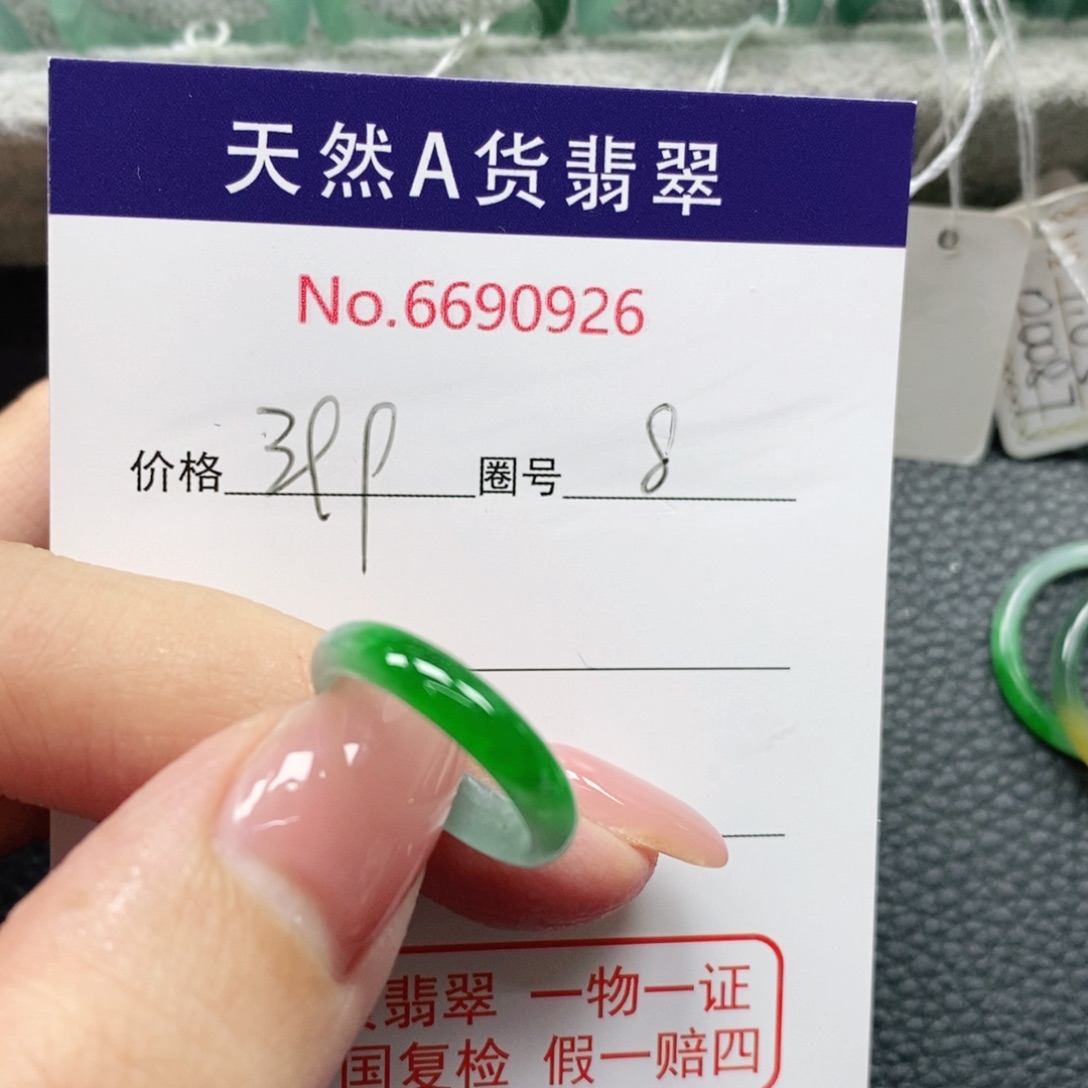 天然A货翡翠
No.6690926
价格 圈号 8
翡翠 一物一证
国复检 假一赔四